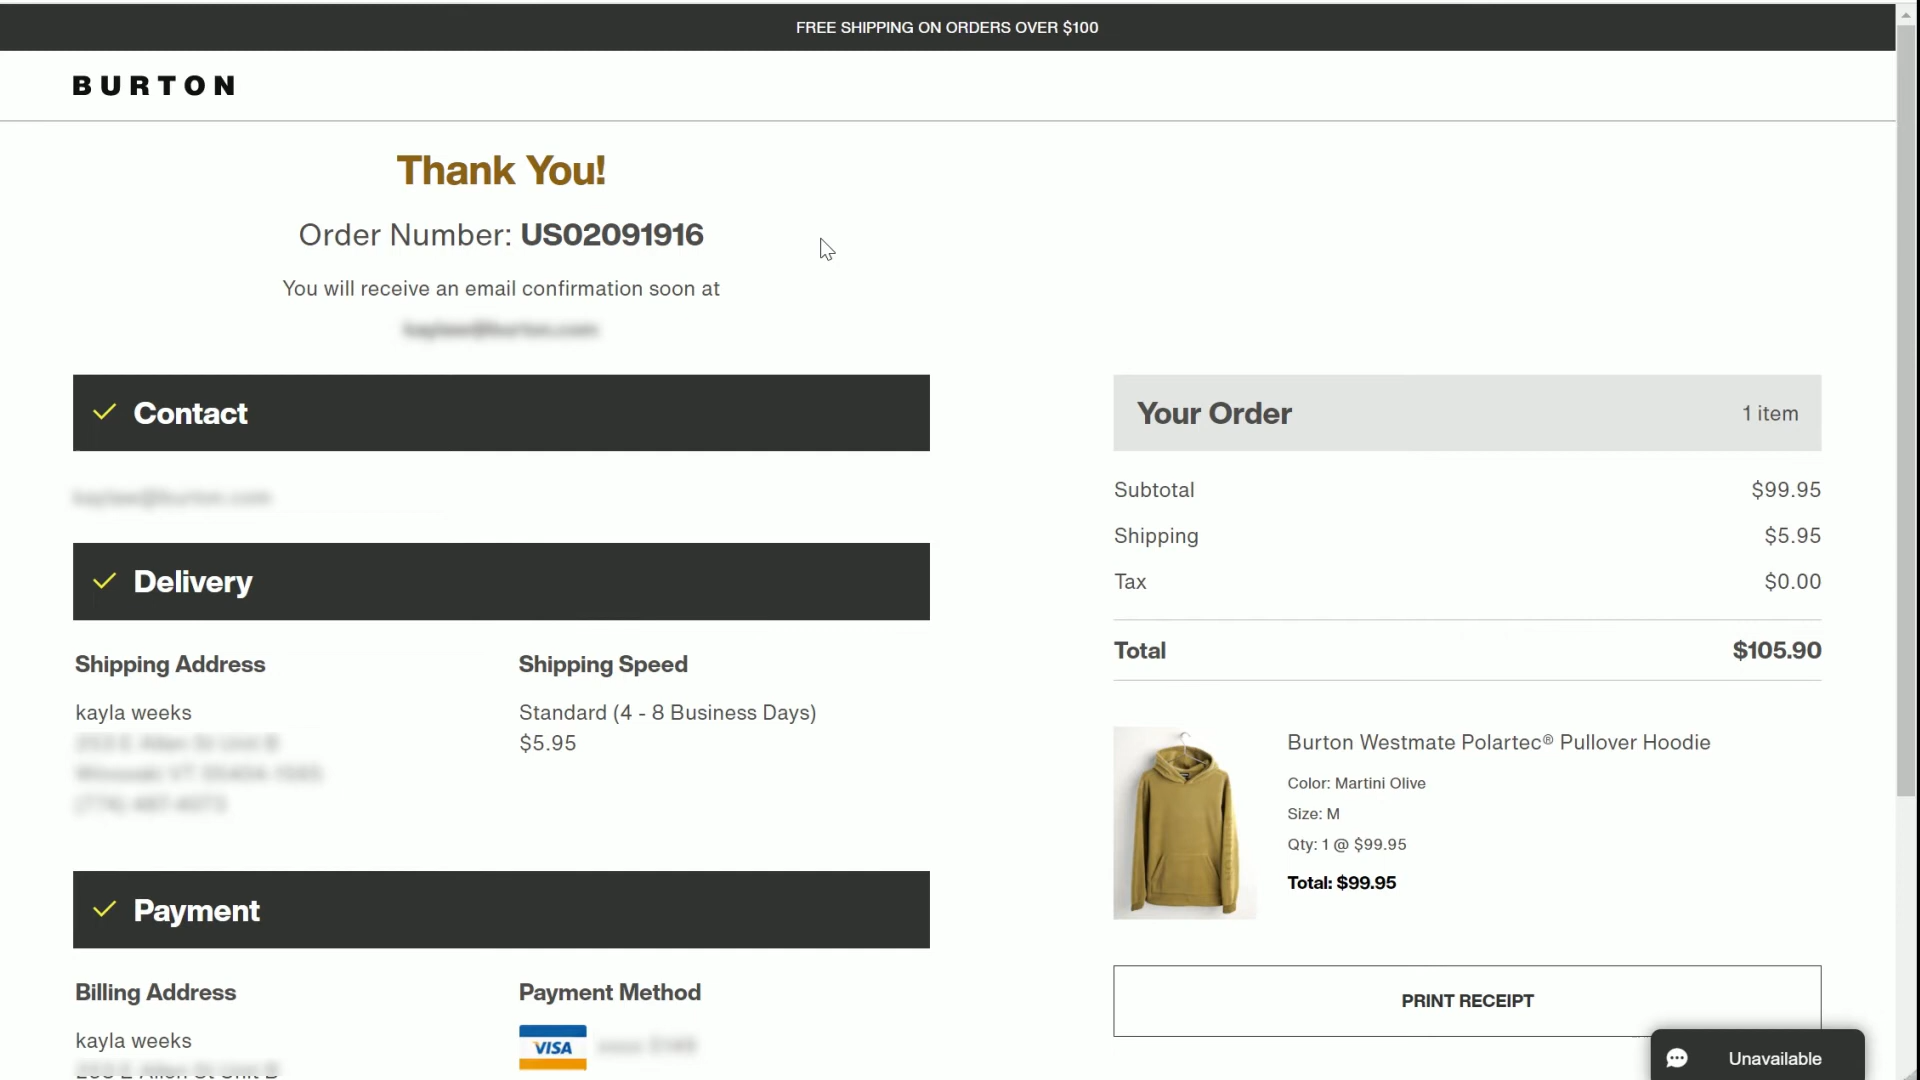 FREE SHIPPING ON ORDERS OVER $100
BURTON
Thank You!
Order Number: US02091916
You will receive an email confirmation soon at
Contact
Delivery
Shipping Address
kayla weeks
Shipping Speed
Standard (4 - 8 Business Days)
$5.95
Payment
Billing Address
kayla weeks
Payment Method
VISA
Your Order
1 item
Subtotal
$99.95
Shipping
$5.95
Tax
$0.00
Total
$105.90
Burton Westmate Polartec® Pullover Hoodie
Color: Martini Olive
Size: M
Qty: 1 @ $99.95
Total: $99.95
PRINT RECEIPT
Unavailable